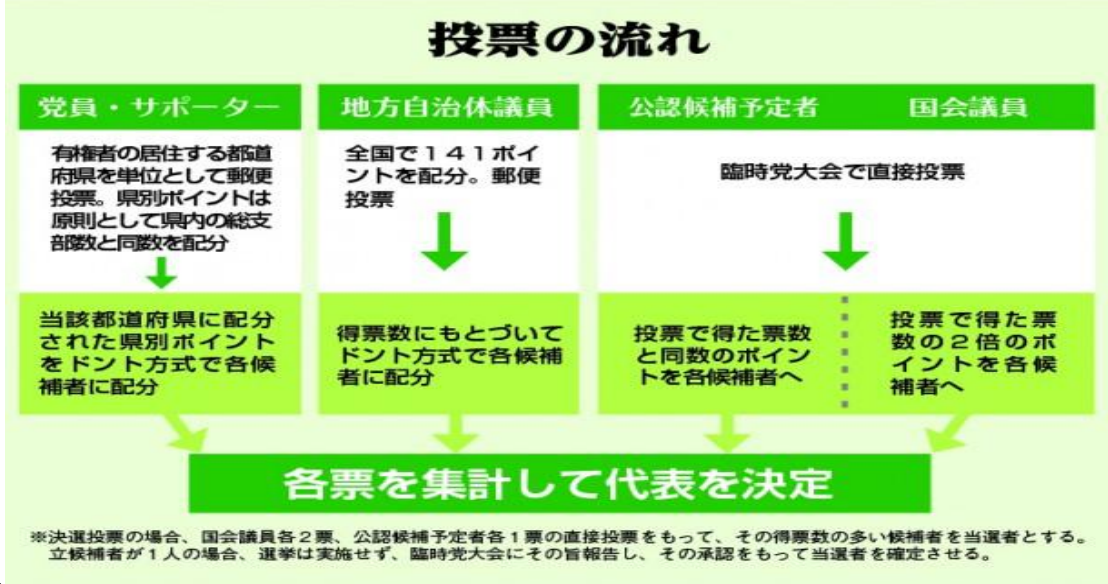 投票の流れ
党員・サポーター
有権者の居住する都道
府県を単位として郵便
投票。県別ポイントは
原則として県内の総支
部数と同数を配分
当該都道府県に配分
された県別ポイント
をドント方式で各候
補者に配分
地方自治体議員
全国で１４１ポイ
ントを配分。郵便
投票
得票数にもとづいて
ドント方式で各候補
者に配分
公認候補予定者
国会議員
臨時党大会で直接投票
投票で得た票数
と同数のポイン
トを各候補者へ
投票で得た票
数の２倍のポ
イントを各候
補者へ
各票を集計して代表を決定
※決選投票の場合、国会議員各２票、公認候補予定者各１票の直接投票をもって、その得票数の多い候補者を当選者とする。
立候補者が１人の場合、選挙は実施せず、臨時党大会にその旨報告し、その承認をもって当選者を確定させる。